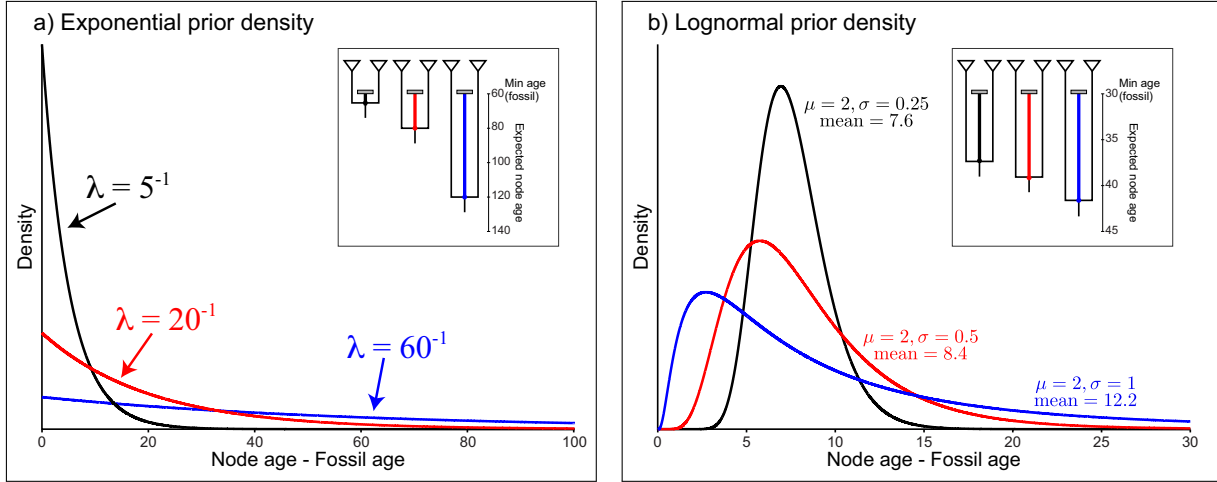 a) Exponential prior density
Density
λ = 5⁻¹
λ = 20⁻¹
λ = 60⁻¹
Min age
(fossil)
60
80
100
120
140
Expected node age
0
20
40
60
80
100
Node age - Fossil age
b) Lognormal prior density
Density
μ = 2, σ = 0.25
mean = 7.6
μ = 2, σ = 0.5
mean = 8.4
μ = 2, σ = 1
mean = 12.2
Min age
(fossil)
30
35
40
45
Expected node age
0
5
10
15
20
25
30
Node age - Fossil age